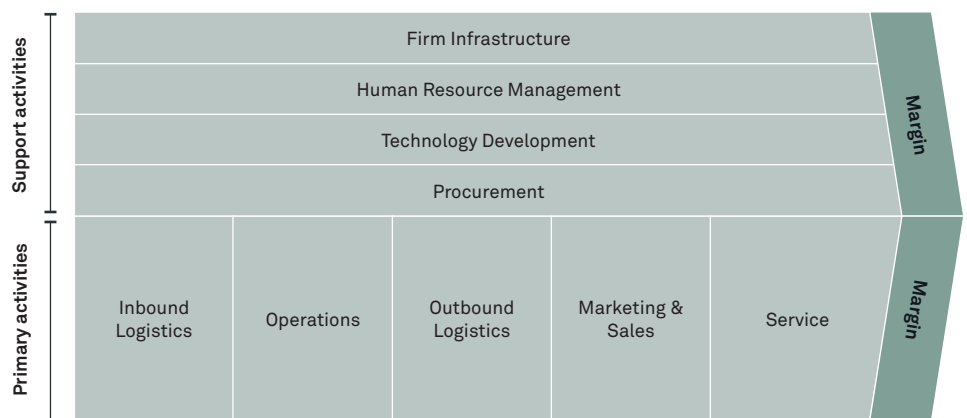 Support activities
Firm Infrastructure
Human Resource Management
Technology Development
Procurement
Margin
Primary activities
Inbound
Logistics
Operations
Outbound
Logistics
Marketing &
Sales
Service
Margin